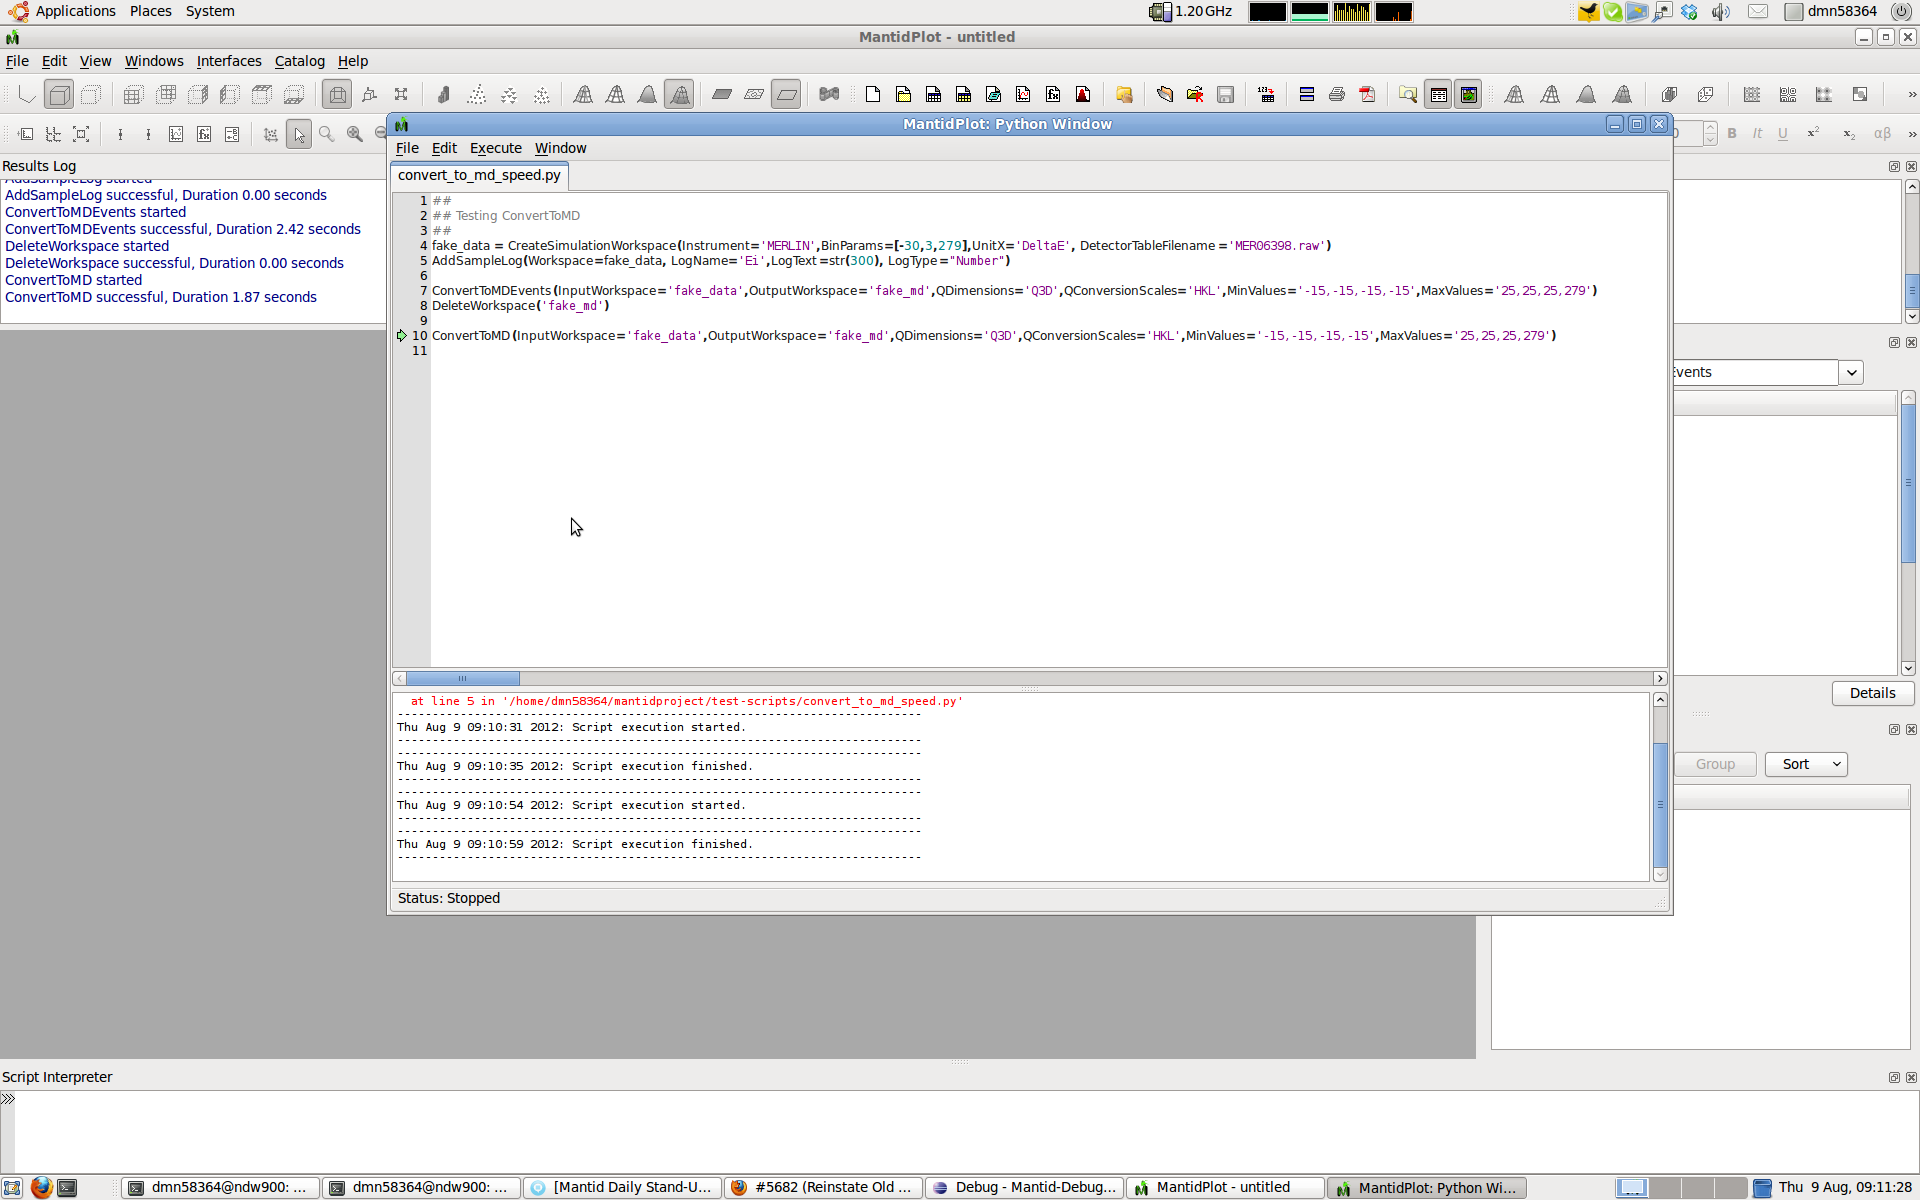 Applications Places System
1.20 GHz
dmn58364
MantidPlot - untitled
File Edit View Windows Interfaces Catalog Help
Results Log
AddSampleLog started
AddSampleLog successful, Duration 0.00 seconds
ConvertToMDEvents started
ConvertToMDEvents successful, Duration 2.42 seconds
DeleteWorkspace started
DeleteWorkspace successful, Duration 0.00 seconds
ConvertToMD started
ConvertToMD successful, Duration 1.87 seconds
MantidPlot: Python Window
File Edit Execute Window
convert_to_md_speed.py
1 ##
2 ## Testing ConvertToMD
3 ##
4 fake_data = CreateSimulationWorkspace(Instrument='MERLIN',BinParams=[-30,3,279],UnitX='DeltaE', DetectorTableFilename='MER06398.raw')
5 AddSampleLog(Workspace=fake_data, LogName='Ei',LogText=str(300), LogType="Number")
6
7 ConvertToMDEvents(InputWorkspace='fake_data',OutputWorkspace='fake_md',QDimensions='Q3D',QConversionScales='HKL',MinValues='-15,-15,-15,-15',MaxValues='25,25,25,279')
8 DeleteWorkspace('fake_md')
9
10 ConvertToMD(InputWorkspace='fake_data',OutputWorkspace='fake_md',QDimensions='Q3D',QConversionScales='HKL',MinValues='-15,-15,-15,-15',MaxValues='25,25,25,279')
11
at line 5 in '/home/dmn58364/mantidproject/test-scripts/convert_to_md_speed.py'
Thu Aug 9 09:10:31 2012: Script execution started.
Thu Aug 9 09:10:35 2012: Script execution finished.
Thu Aug 9 09:10:54 2012: Script execution started.
Thu Aug 9 09:10:59 2012: Script execution finished.
Status: Stopped
B It U x² x₂ αβ
Events
Details
Group Sort
Script Interpreter
>>>
dmn58364@ndw900: ...
dmn58364@ndw900: ...
[Mantid Daily Stand-U...
#5682 (Reinstate Old ...
Debug - Mantid-Debug...
MantidPlot - untitled
MantidPlot: Python Wi...
Thu 9 Aug, 09:11:28